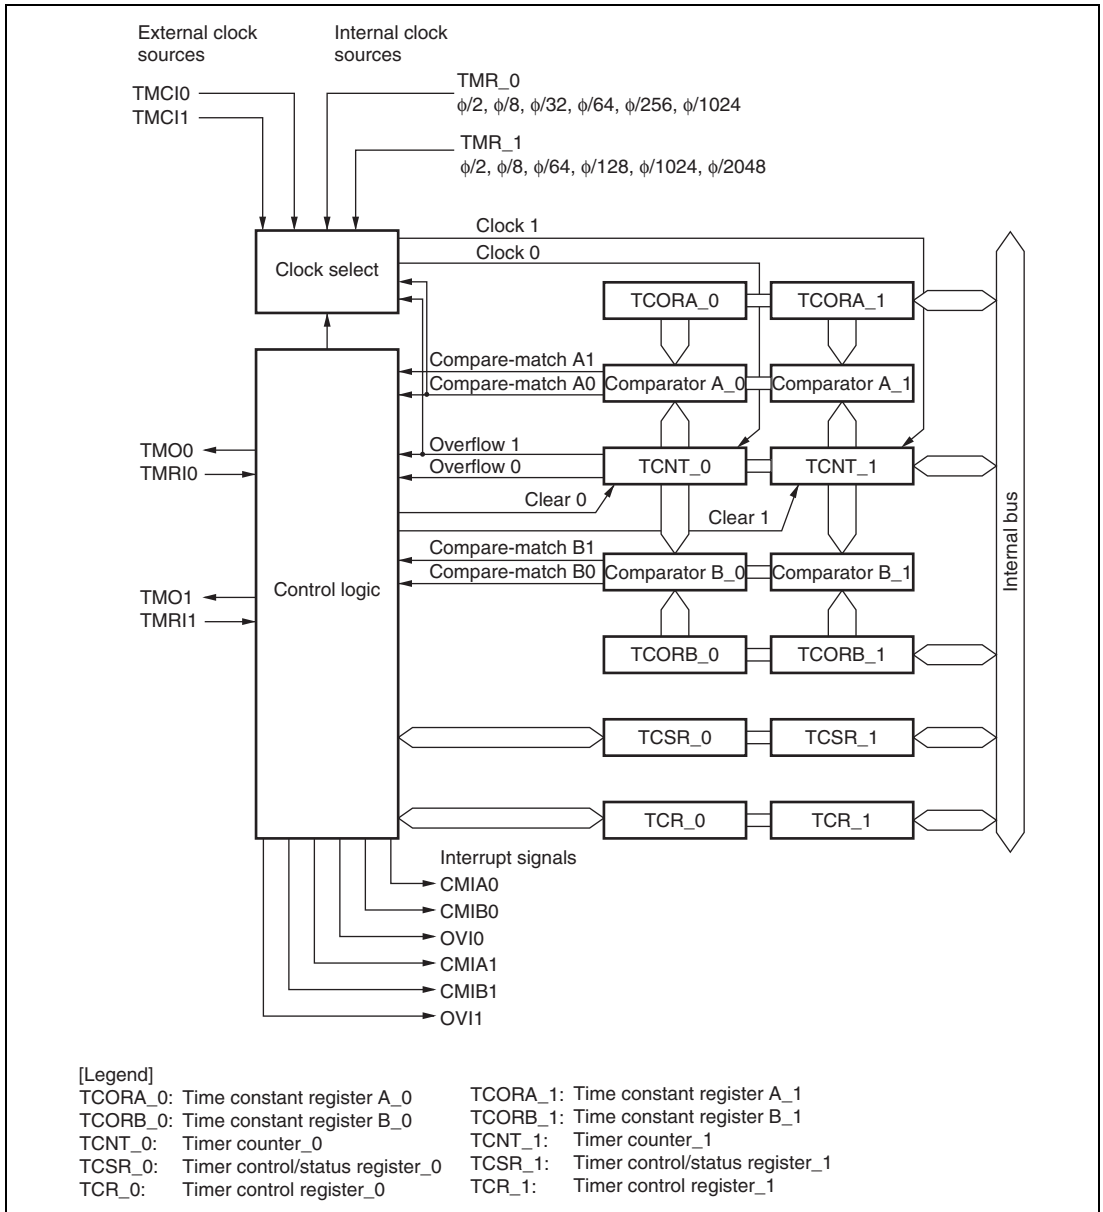 External clock
sources
Internal clock
sources
TMCI0
TMCI1
TMR_0
ϕ/2, ϕ/8, ϕ/32, ϕ/64, ϕ/256, ϕ/1024
TMR_1
ϕ/2, ϕ/8, ϕ/64, ϕ/128, ϕ/1024, ϕ/2048
Clock select
Clock 1
Clock 0
TCORA_0
TCORA_1
Compare-match A1
Compare-match A0
Comparator A_0
Comparator A_1
TMO0
TMRI0
Overflow 1
Overflow 0
TCNT_0
TCNT_1
Clear 0
Clear 1
Internal bus
Compare-match B1
Compare-match B0
Comparator B_0
Comparator B_1
Control logic
TMO1
TMRI1
TCORB_0
TCORB_1
TCSR_0
TCSR_1
TCR_0
TCR_1
Interrupt signals
CMIA0
CMIB0
OVI0
CMIA1
CMIB1
OVI1
[Legend]
TCORA_0: Time constant register A_0
TCORB_0: Time constant register B_0
TCNT_0: Timer counter_0
TCSR_0: Timer control/status register_0
TCR_0: Timer control register_0
TCORA_1: Time constant register A_1
TCORB_1: Time constant register B_1
TCNT_1: Timer counter_1
TCSR_1: Timer control/status register_1
TCR_1: Timer control register_1